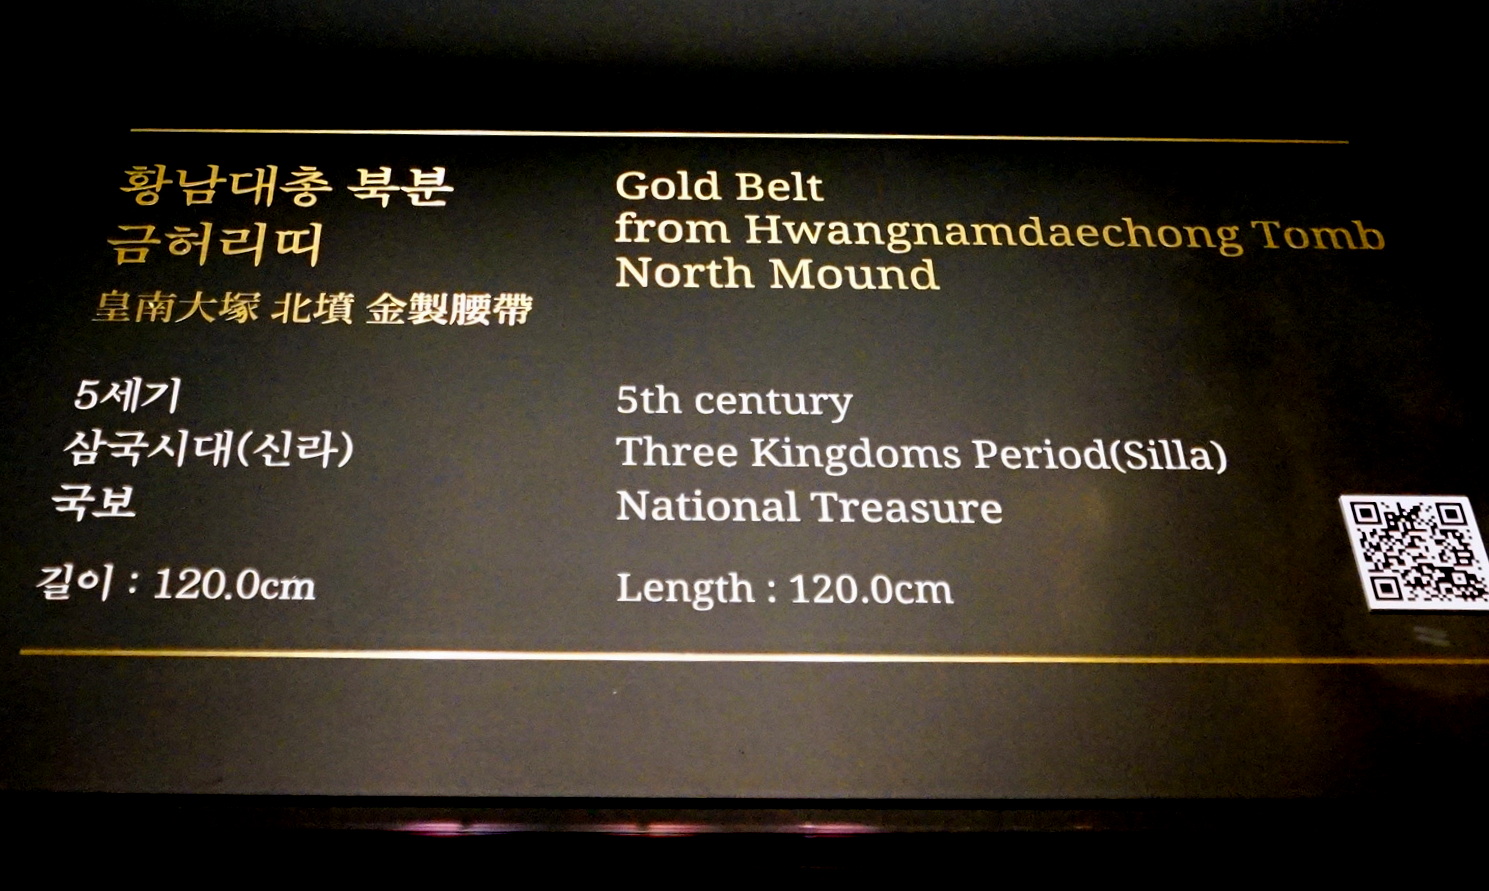 황남대총 북분
금허리띠
皇南大塚 北墳 金製腰帶
5세기
삼국시대(신라)
국보
길이 : 120.0cm
Gold Belt
from Hwangnamdaechong Tomb
North Mound
5th century
Three Kingdoms Period(Silla)
National Treasure
Length : 120.0cm